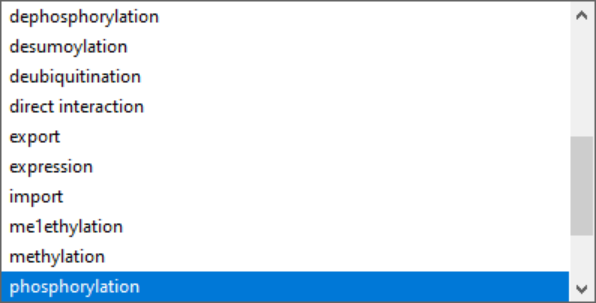 dephosphorylation
desumoylation
deubiquitination
direct interaction
export
expression
import
me1ethylation
methylation
phosphorylation